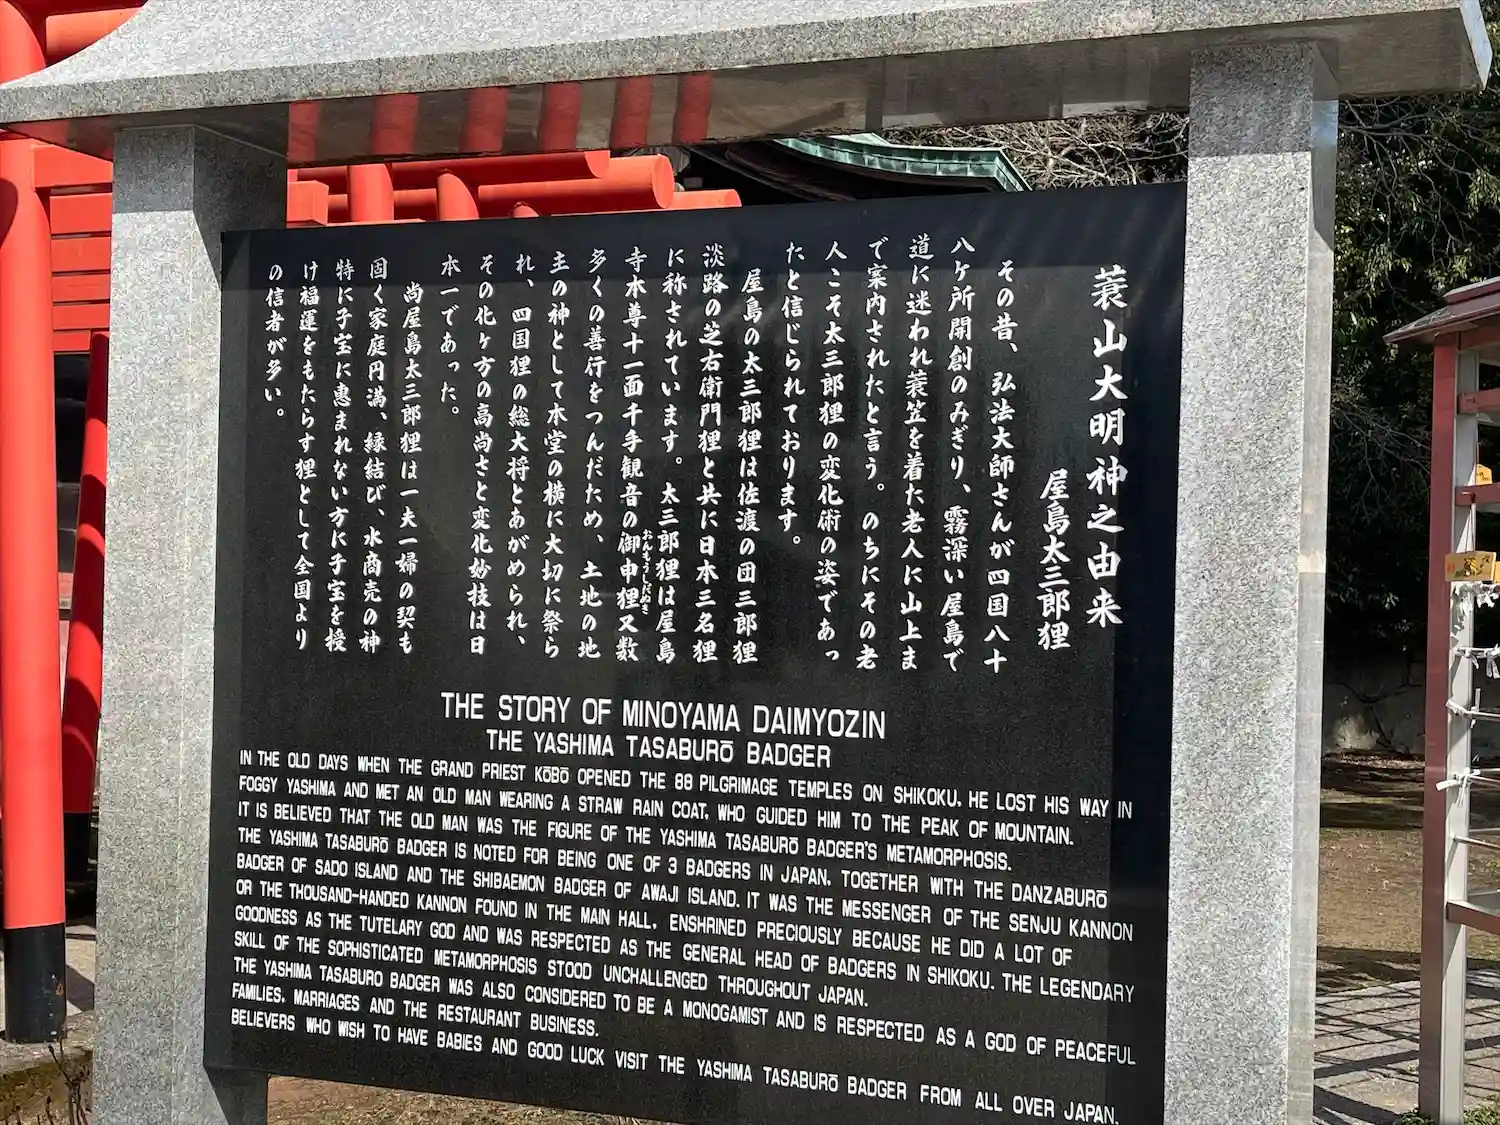 蓑山大明神之由来
屋島太三郎狸
その昔、弘法大師さんが四国八十
八ケ所開創のみぎり、霧深い屋島で
道に迷われ蓑笠を着た老人に山上ま
で案内されたと言う。のちにその老
人こそ太三郎狸の変化術の姿であっ
たと信じられております。
屋島の太三郎狸は佐渡の団三郎狸
淡路の芝右衛門狸と共に日本三名狸
に称されています。太三郎狸は屋島
寺本尊十一面千手観音の御申狸又数
おんもうしだぬき
多くの善行をつんだため、土地の地
主の神として本堂の横に大切に祭ら
れ、四国狸の総大将とあがめられ、
その化ケ方の高尚さと変化妙技は日
本一であった。
尚屋島太三郎狸は一夫一婦の契も
固く家庭円満、縁結び、水商売の神
特に子宝に恵まれない方に子宝を授
け福運をもたらす狸として全国より
の信者が多い。
THE STORY OF MINOYAMA DAIMYOZIN
THE YASHIMA TASABURŌ BADGER
IN THE OLD DAYS WHEN THE GRAND PRIEST KŌBŌ OPENED THE 88 PILGRIMAGE TEMPLES ON SHIKOKU, HE LOST HIS WAY IN
FOGGY YASHIMA AND MET AN OLD MAN WEARING A STRAW RAIN COAT, WHO GUIDED HIM TO THE PEAK OF MOUNTAIN.
IT IS BELIEVED THAT THE OLD MAN WAS THE FIGURE OF THE YASHIMA TASABURŌ BADGER'S METAMORPHOSIS.
THE YASHIMA TASABURŌ BADGER IS NOTED FOR BEING ONE OF 3 BADGERS IN JAPAN, TOGETHER WITH THE DANZABURŌ
BADGER OF SADO ISLAND AND THE SHIBAEMON BADGER OF AWAJI ISLAND. IT WAS THE MESSENGER OF THE SENJU KANNON
OR THE THOUSAND-HANDED KANNON FOUND IN THE MAIN HALL, ENSHRINED PRECIOUSLY BECAUSE HE DID A LOT OF
GOODNESS AS THE TUTELARY GOD AND WAS RESPECTED AS THE GENERAL HEAD OF BADGERS IN SHIKOKU. THE LEGENDARY
SKILL OF THE SOPHISTICATED METAMORPHOSIS STOOD UNCHALLENGED THROUGHOUT JAPAN.
THE YASHIMA TASABURO BADGER WAS ALSO CONSIDERED TO BE A MONOGAMIST AND IS RESPECTED AS A GOD OF PEACEFUL
FAMILIES, MARRIAGES AND THE RESTAURANT BUSINESS.
BELIEVERS WHO WISH TO HAVE BABIES AND GOOD LUCK VISIT THE YASHIMA TASABURŌ BADGER FROM ALL OVER JAPAN.